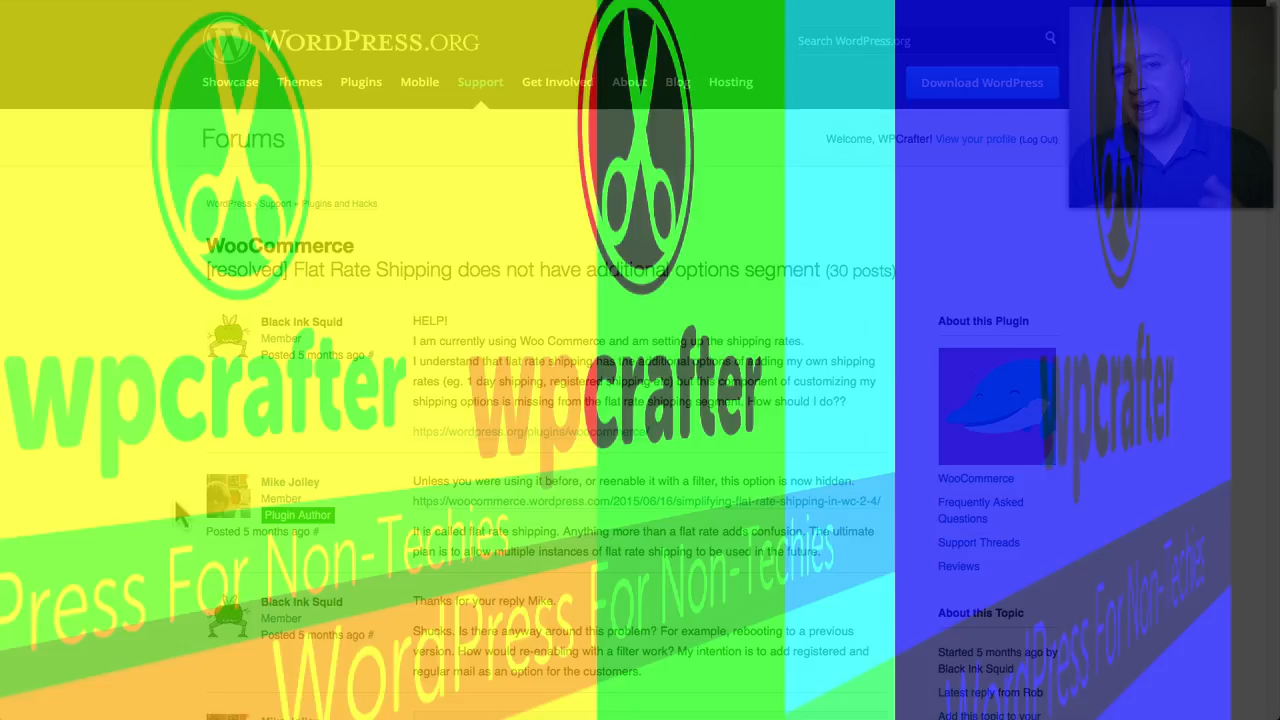 WORDPRESS.ORG
Search WordPress.org
Showcase Themes Plugins Mobile Support Get Involved About Blog Hosting
Download WordPress
Forums
Welcome, WPCrafter! View your profile (Log Out)
WordPress » Support » Plugins and Hacks
WooCommerce
[resolved] Flat Rate Shipping does not have additional options segment (30 posts)
Black Ink Squid
Member
Posted 5 months ago #
HELP!
I am currently using Woo Commerce and am setting up the shipping rates.
I understand that flat rate shipping has the additional options of adding my own shipping
rates (eg. 1 day shipping, registered shipping etc) but this component of customizing my
shipping options is missing from the flat rate shipping segment. How should I do??
https://wordpress.org/plugins/woocommerce/
Mike Jolley
Member
Plugin Author
Posted 5 months ago #
Unless you were using it before, or reenable it with a filter, this option is now hidden.
https://woocommerce.wordpress.com/2015/06/16/simplifying-flat-rate-shipping-in-wc-2-4/
It is called flat rate shipping. Anything more than a flat rate adds confusion. The ultimate
plan is to allow multiple instances of flat rate shipping to be used in the future.
Black Ink Squid
Member
Posted 5 months ago #
Thanks for your reply Mike.
Shucks. Is there anyway around this problem? For example, rebooting to a previous
version. How would re-enabling with a filter work? My intention is to add registered and
regular mail as an option for the customers.
Mike Jolley
About this Plugin
WooCommerce
Frequently Asked
Questions
Support Threads
Reviews
About this Topic
Started 5 months ago by
Black Ink Squid
Latest reply from Rob
Add this topic to your
wpcrafter
Press For Non-Techies
wpcrafter
WordPress For Non-Techies
wpcrafter
WordPress For Non-Techies